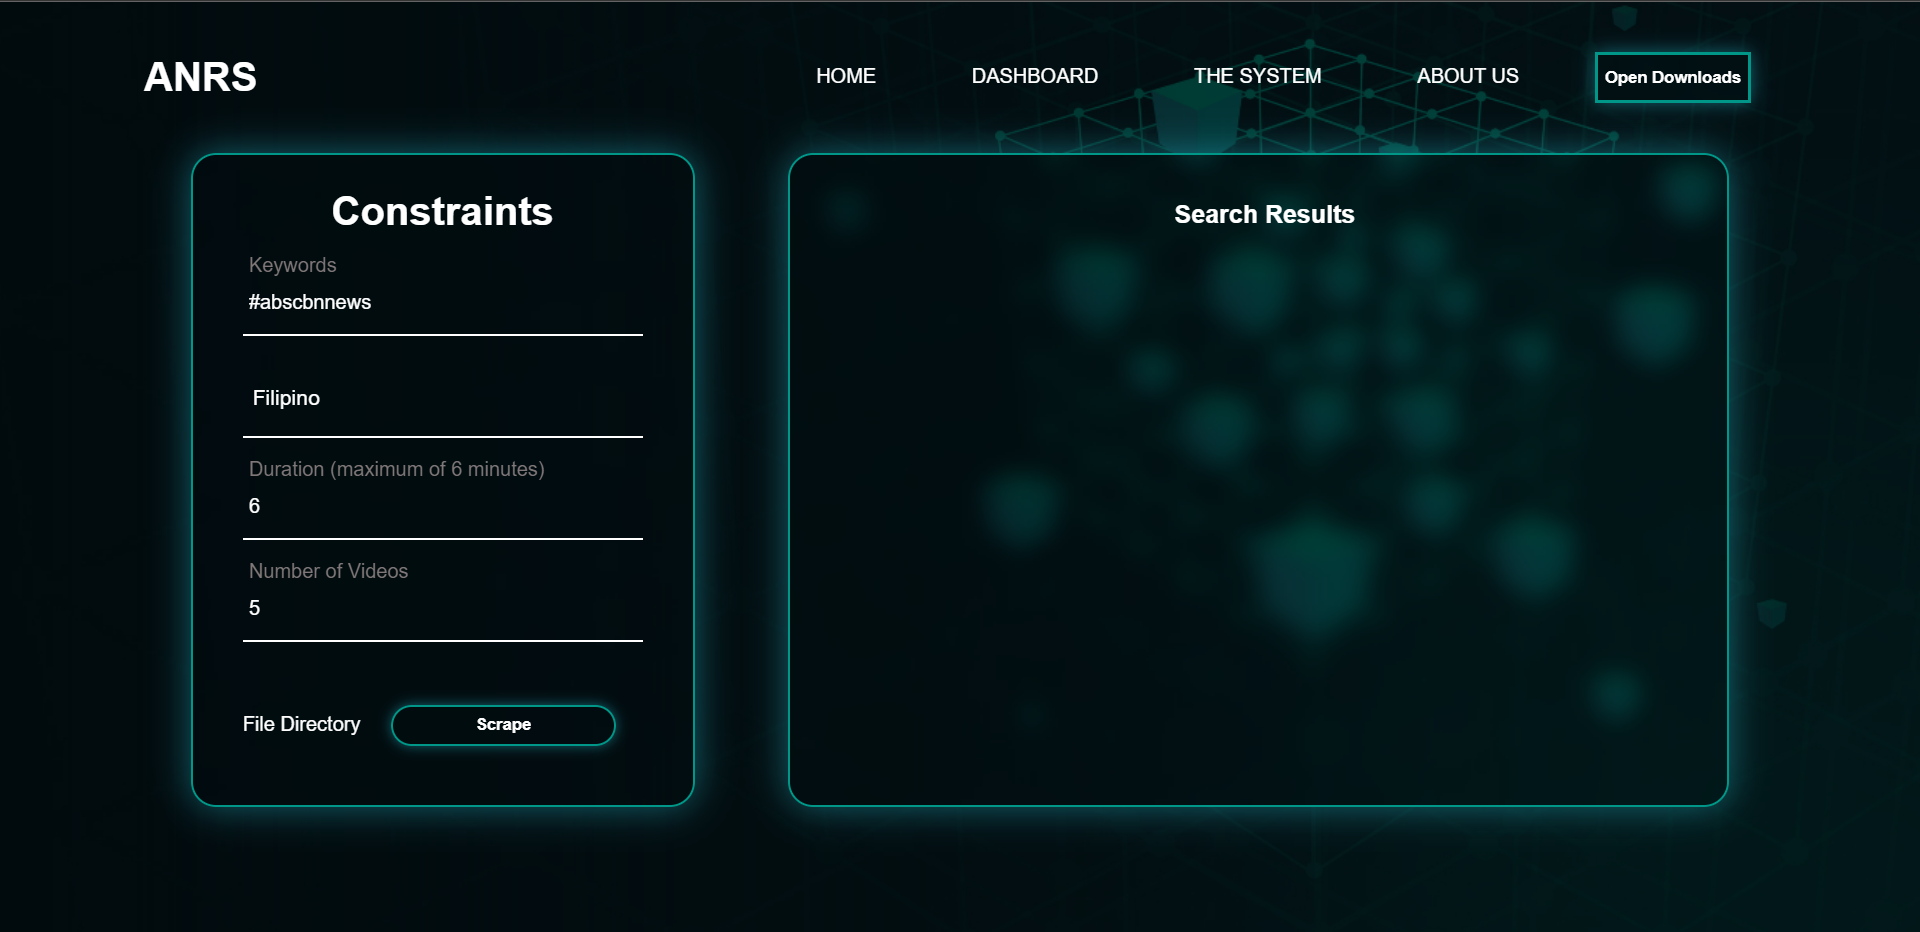 ANRS
HOME
DASHBOARD
THE SYSTEM
ABOUT US
Open Downloads
Constraints
Keywords
#abscbnnews
Filipino
Duration (maximum of 6 minutes)
6
Number of Videos
5
File Directory
Scrape
Search Results